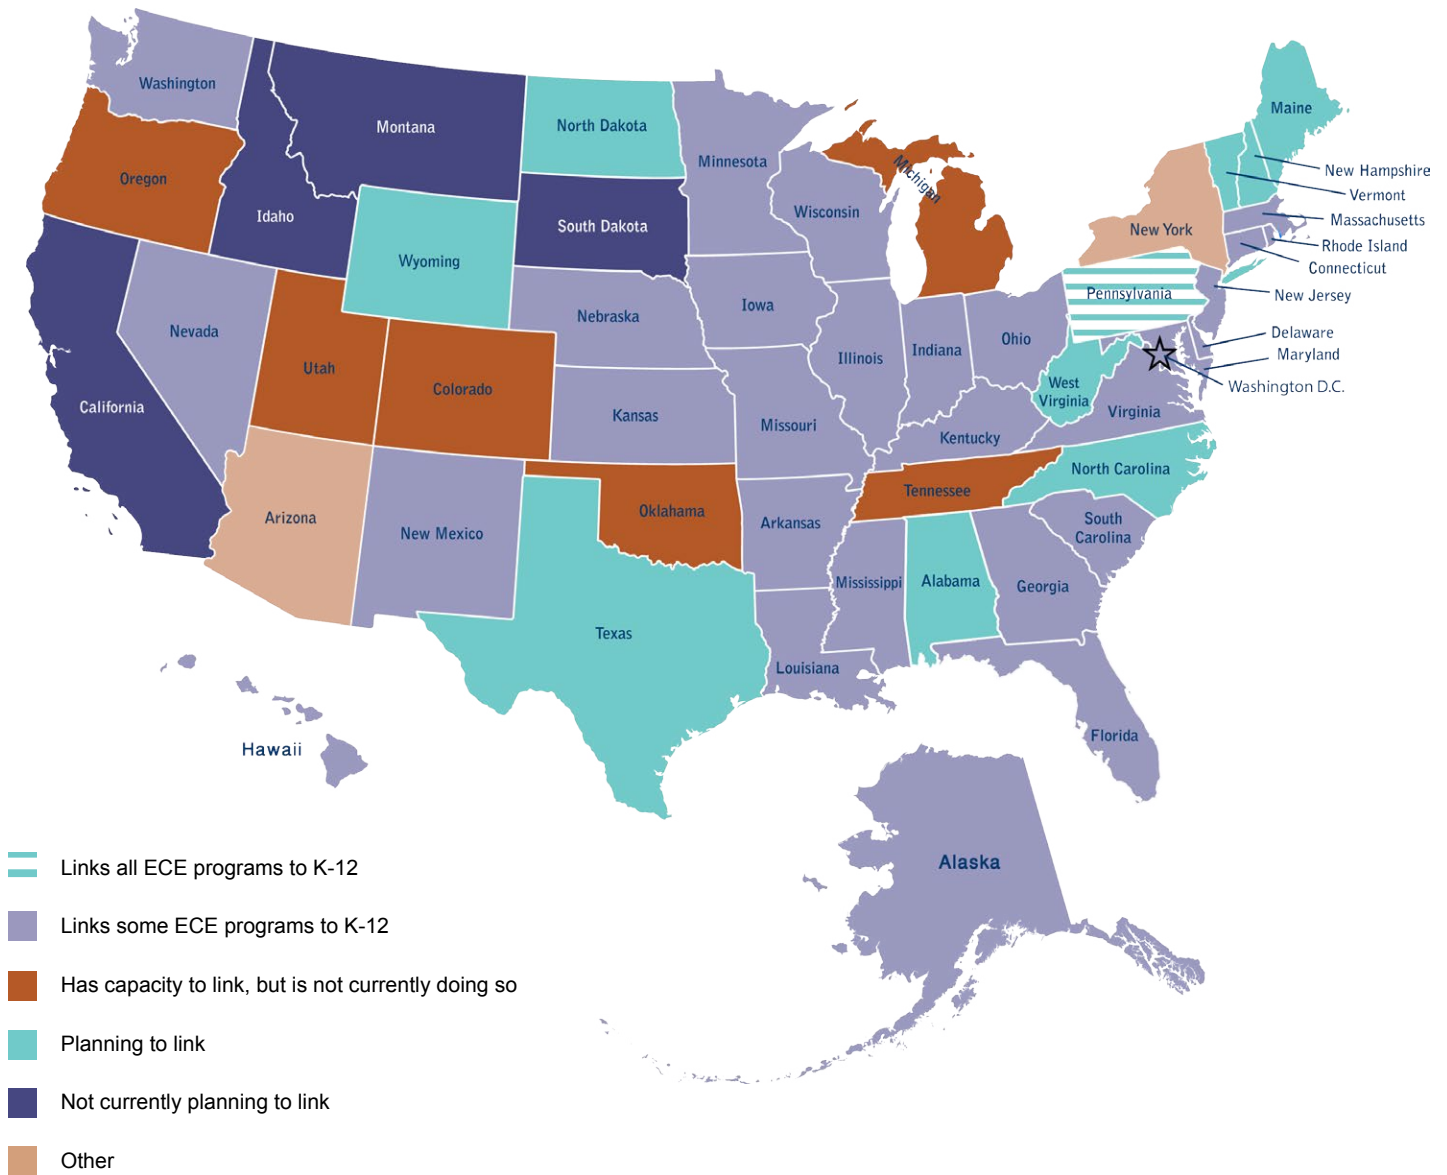 Washington
Montana
North Dakota
Minnesota
Maine
Michigan
New Hampshire
Oregon
Vermont
Idaho
South Dakota
Wisconsin
Massachusetts
New York
Rhode Island
Wyoming
Connecticut
Pennsylvania
New Jersey
Nebraska
Iowa
Nevada
Delaware
Ohio
Indiana
Illinois
Maryland
Utah
Colorado
West
Virginia
Washington D.C.
California
Kansas
Missouri
Virginia
Kentucky
North Carolina
Tennessee
Arizona
Oklahoma
New Mexico
Arkansas
South
Carolina
Mississippi
Alabama
Georgia
Texas
Louisiana
Florida
Hawaii
Alaska
Links all ECE programs to K-12
Links some ECE programs to K-12
Has capacity to link, but is not currently doing so
Planning to link
Not currently planning to link
Other